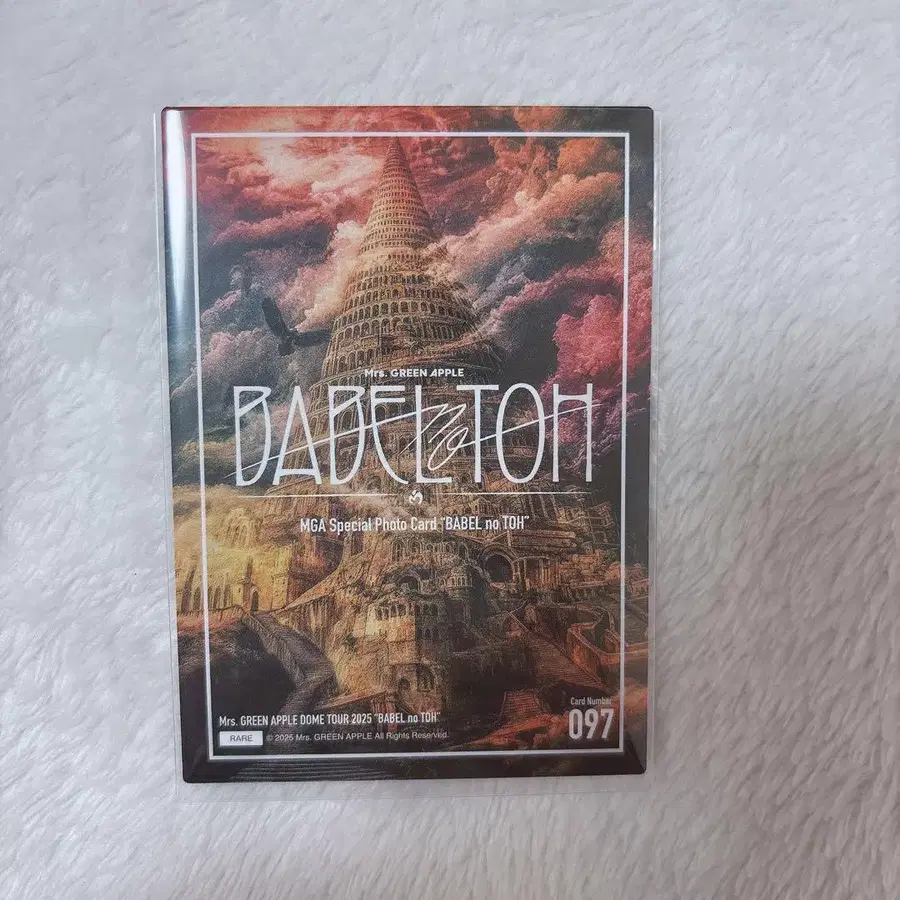 Mrs. GREEN APPLE
BABEL no TOH
MGA Special Photo Card "BABEL no TOH"
Card Number
097
Mrs. GREEN APPLE DOME TOUR 2025 "BABEL no TOH"
RARE © 2025 Mrs. GREEN APPLE All Rights Reserved.